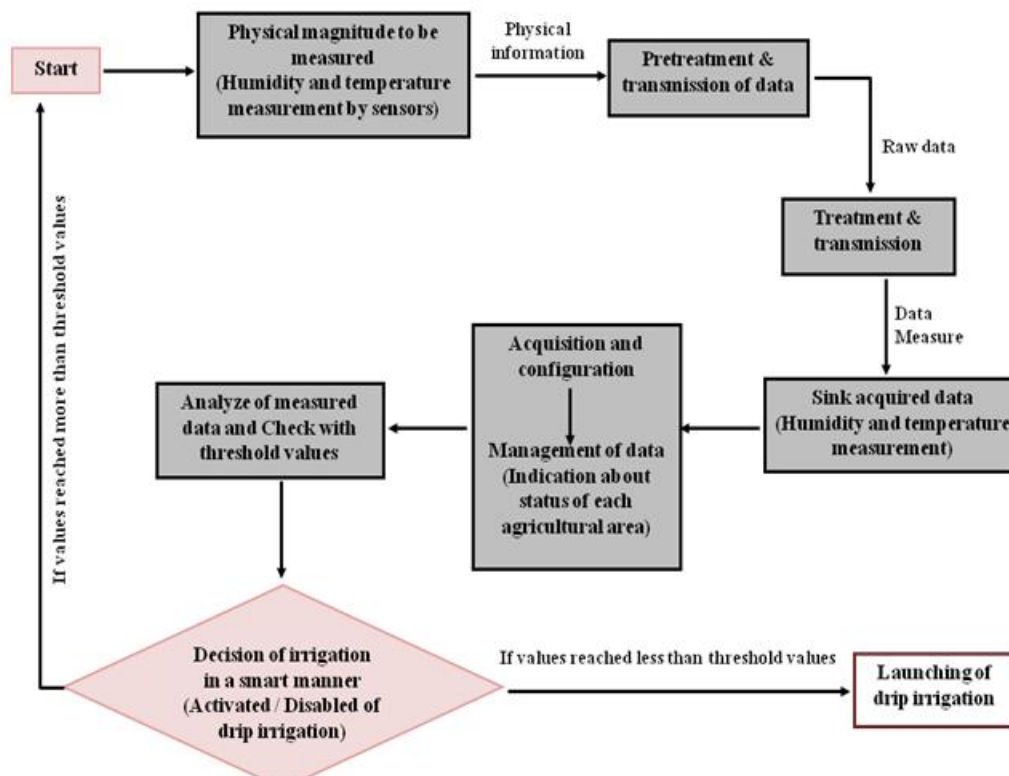 Start
Physical magnitude to be
measured
(Humidity and temperature
measurement by sensors)
Physical
information
Pretreatment &
transmission of data
Raw data
Treatment &
transmission
Data
Measure
Sink acquired data
(Humidity and temperature
measurement)
Acquisition and
configuration
Management of data
(Indication about
status of each
agricultural area)
Analyze of measured
data and Check with
threshold values
Decision of irrigation
in a smart manner
(Activated / Disabled of
drip irrigation)
If values reached less than threshold values
Launching of
drip irrigation
If values reached more than threshold values